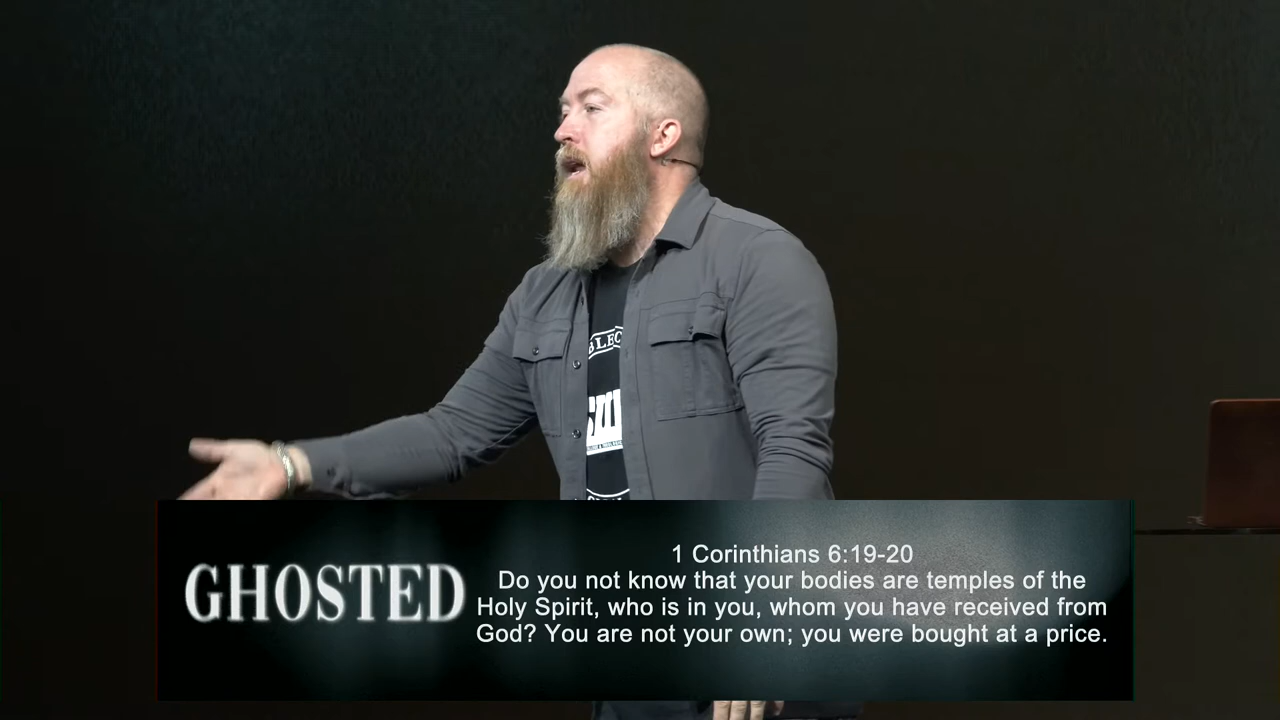 GHOSTED
1 Corinthians 6:19-20
Do you not know that your bodies are temples of the
Holy Spirit, who is in you, whom you have received from
God? You are not your own; you were bought at a price.